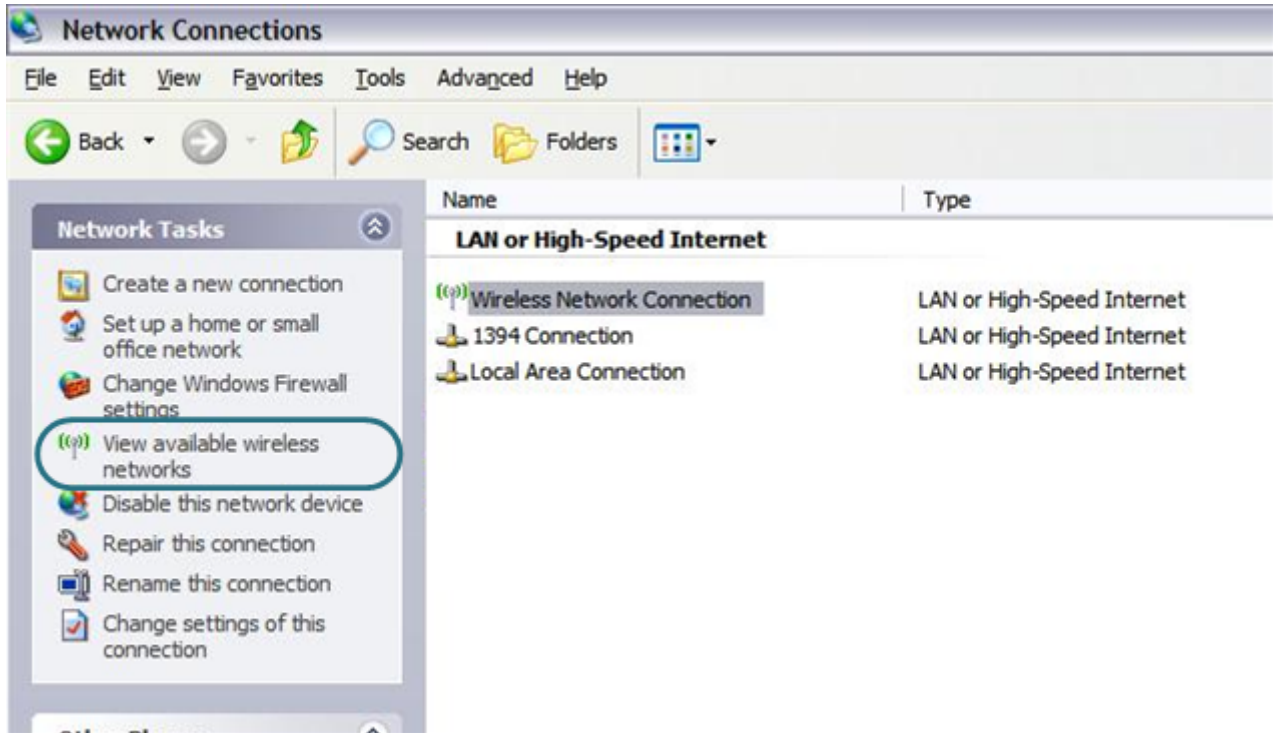 Network Connections
File Edit View Favorites Tools Advanced Help
Back Search Folders
Network Tasks
Create a new connection
Set up a home or small
office network
Change Windows Firewall
settings
View available wireless
networks
Disable this network device
Repair this connection
Rename this connection
Change settings of this
connection
Name Type
LAN or High-Speed Internet
Wireless Network Connection LAN or High-Speed Internet
1394 Connection LAN or High-Speed Internet
Local Area Connection LAN or High-Speed Internet